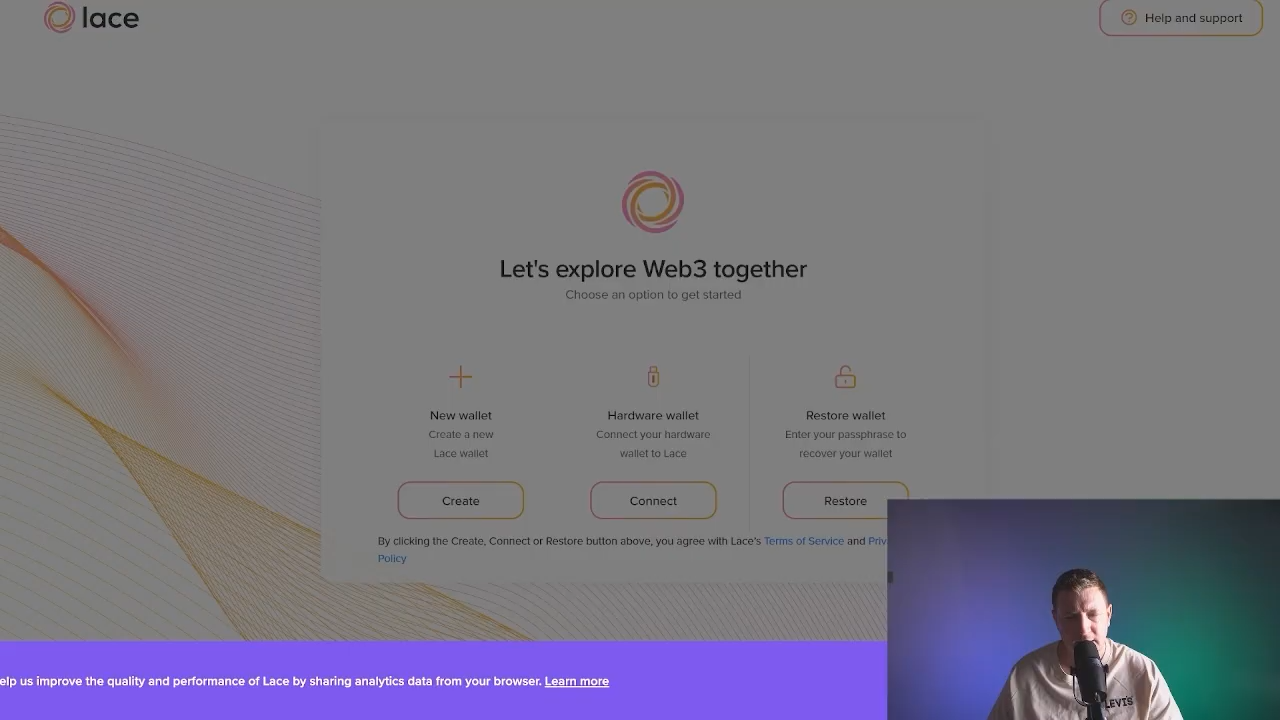 lace
Help and support
Let's explore Web3 together
Choose an option to get started
New wallet
Create a new
Lace wallet
Create
Hardware wallet
Connect your hardware
wallet to Lace
Connect
Restore wallet
Enter your passphrase to
recover your wallet
Restore
By clicking the Create, Connect or Restore button above, you agree with Lace's Terms of Service and
Policy
us improve the quality and performance of Lace by sharing analytics data from your browser. Learn more
LEVI'S